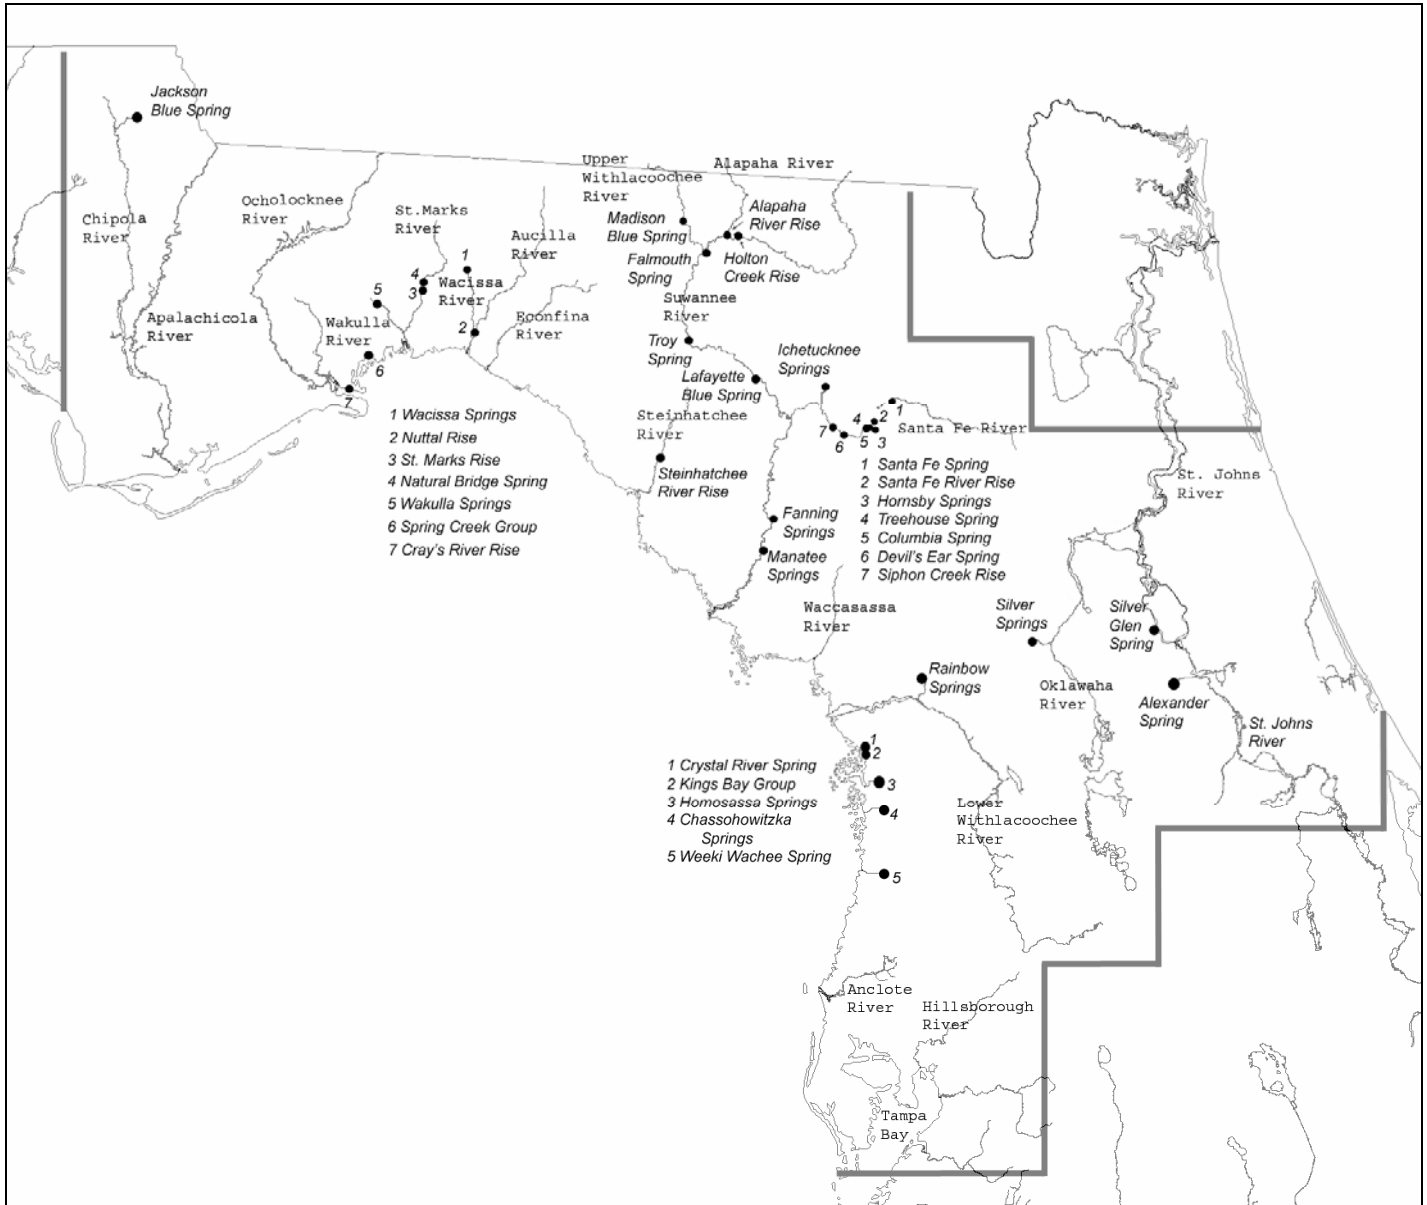 Jackson
Blue Spring
Chipola
River
Apalachicola
River
Ocholocknee
River
St.Marks
River
Aucilla
River
Wacissa
River
Econfina
River
Wakulla
River
1
2
3
4
5
6
7
1 Wacissa Springs
2 Nuttal Rise
3 St. Marks Rise
4 Natural Bridge Spring
5 Wakulla Springs
6 Spring Creek Group
7 Cray's River Rise
Upper
Withlacoochee
River
Alapaha River
Madison
Blue Spring
Alapaha
River Rise
Falmouth
Spring
Holton
Creek Rise
Suwannee
River
Troy
Spring
Lafayette
Blue Spring
Ichetucknee
Springs
Steinhatchee
River
Steinhatchee
River Rise
Santa Fe River
1
2
3
4
5
6
7
1 Santa Fe Spring
2 Santa Fe River Rise
3 Hornsby Springs
4 Treehouse Spring
5 Columbia Spring
6 Devil's Ear Spring
7 Siphon Creek Rise
Fanning
Springs
Manatee
Springs
Waccasassa
River
St. Johns
River
Silver
Springs
Silver
Glen
Spring
Rainbow
Springs
Oklawaha
River
Alexander
Spring
St. Johns
River
1
2
3
4
5
1 Crystal River Spring
2 Kings Bay Group
3 Homosassa Springs
4 Chassohowitzka
Springs
5 Weeki Wachee Spring
Lower
Withlacoochee
River
Anclote
River
Hillsborough
River
Tampa
Bay